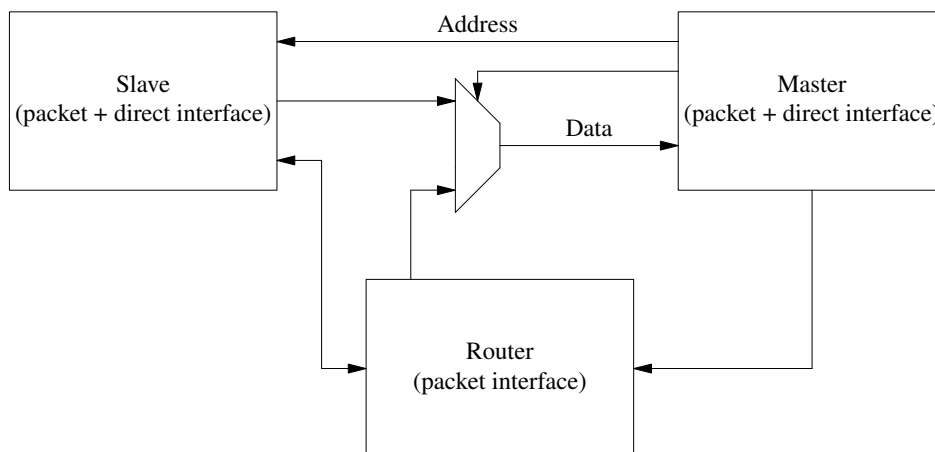 Address
Slave
(packet + direct interface)
Master
(packet + direct interface)
Data
Router
(packet interface)